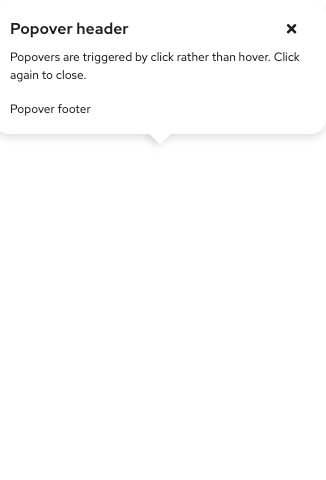 Popover header
Popovers are triggered by click rather than hover. Click
again to close.
Popover footer